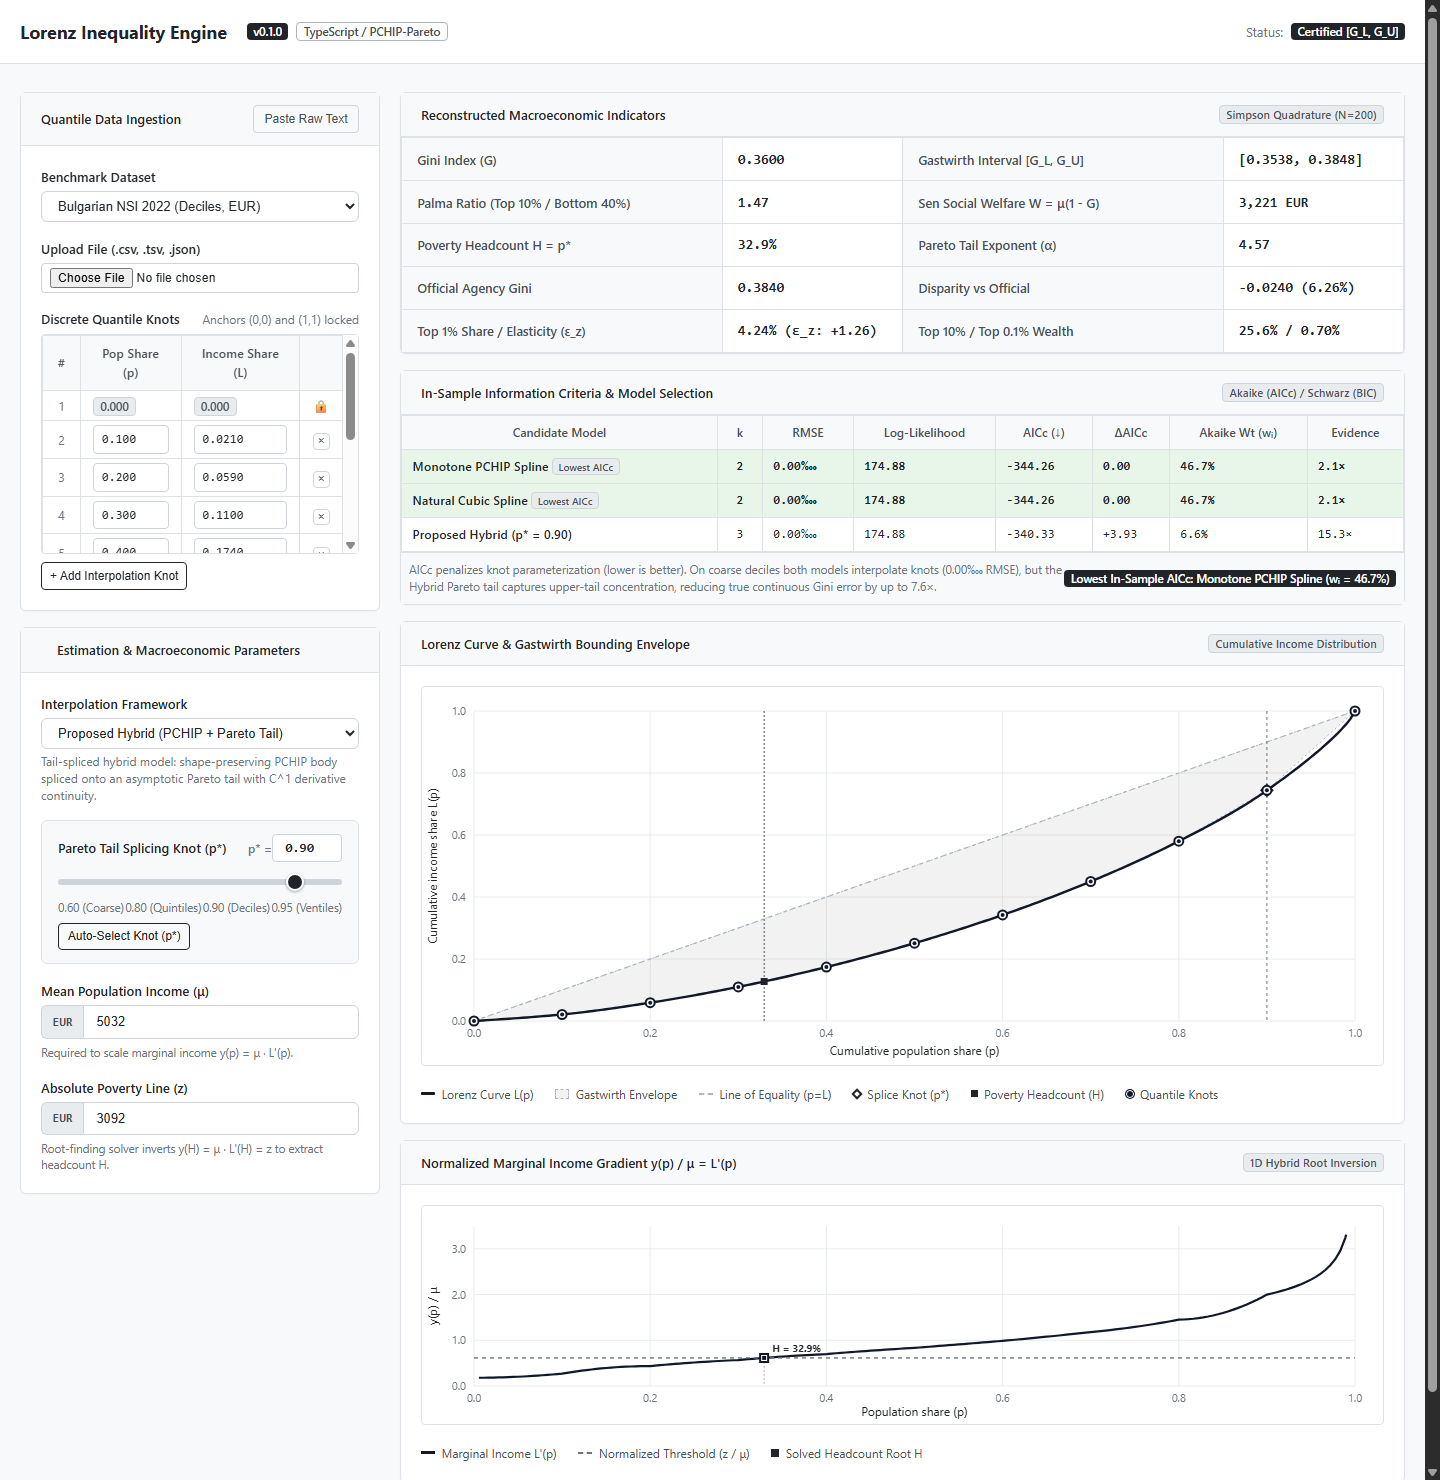 Lorenz Inequality Engine v0.1.0 TypeScript / PCHIP-Pareto
Status: Certified [G_L, G_U]
Quantile Data Ingestion
Paste Raw Text
Benchmark Dataset
Bulgarian NSI 2022 (Deciles, EUR)
Upload File (.csv, .tsv, .json)
Choose File No file chosen
Discrete Quantile Knots Anchors (0,0) and (1,1) locked
# Pop Share (p) Income Share (L)
1 0.000 0.000
2 0.100 0.0210 ×
3 0.200 0.0590 ×
4 0.300 0.1100 ×
5 0.400 0.1740 ×
+ Add Interpolation Knot
Estimation & Macroeconomic Parameters
Interpolation Framework
Proposed Hybrid (PCHIP + Pareto Tail)
Tail-spliced hybrid model: shape-preserving PCHIP body
spliced onto an asymptotic Pareto tail with C^1 derivative
continuity.
Pareto Tail Splicing Knot (p*) p* = 0.90
0.60 (Coarse) 0.80 (Quintiles) 0.90 (Deciles) 0.95 (Ventiles)
Auto-Select Knot (p*)
Mean Population Income (μ)
EUR 5032
Required to scale marginal income y(p) = μ · L'(p).
Absolute Poverty Line (z)
EUR 3092
Root-finding solver inverts y(H) = μ · L'(H) = z to extract
headcount H.
Reconstructed Macroeconomic Indicators
Simpson Quadrature (N=200)
Gini Index (G) 0.3600 Gastwirth Interval [G_L, G_U] [0.3538, 0.3848]
Palma Ratio (Top 10% / Bottom 40%) 1.47 Sen Social Welfare W = μ(1 - G) 3,221 EUR
Poverty Headcount H = p* 32.9% Pareto Tail Exponent (α) 4.57
Official Agency Gini 0.3840 Disparity vs Official -0.0240 (6.26%)
Top 1% Share / Elasticity (ε_z) 4.24% (ε_z: +1.26) Top 10% / Top 0.1% Wealth 25.6% / 0.70%
In-Sample Information Criteria & Model Selection
Akaike (AICc) / Schwarz (BIC)
Candidate Model k RMSE Log-Likelihood AICc (↓) ΔAICc Akaike Wt (wᵢ) Evidence
Monotone PCHIP Spline Lowest AICc 2 0.00‱ 174.88 -344.26 0.00 46.7% 2.1×
Natural Cubic Spline Lowest AICc 2 0.00‱ 174.88 -344.26 0.00 46.7% 2.1×
Proposed Hybrid (p* = 0.90) 3 0.00‱ 174.88 -340.33 +3.93 6.6% 15.3×
AICc penalizes knot parameterization (lower is better). On coarse deciles both models interpolate knots (0.00‱ RMSE), but the
Hybrid Pareto tail captures upper-tail concentration, reducing true continuous Gini error by up to 7.6×.
Lowest In-Sample AICc: Monotone PCHIP Spline (wᵢ = 46.7%)
Lorenz Curve & Gastwirth Bounding Envelope
Cumulative Income Distribution
Cumulative income share L(p)
1.0
0.8
0.6
0.4
0.2
0.0
0.0 0.2 0.4 0.6 0.8 1.0
Cumulative population share (p)
Lorenz Curve L(p) Gastwirth Envelope Line of Equality (p=L) Splice Knot (p*) Poverty Headcount (H) Quantile Knots
Normalized Marginal Income Gradient y(p) / μ = L'(p)
1D Hybrid Root Inversion
y(p) / μ
3.0
2.0
1.0
0.0
H = 32.9%
0.0 0.2 0.4 0.6 0.8 1.0
Population share (p)
Marginal Income L'(p) Normalized Threshold (z / μ) Solved Headcount Root H